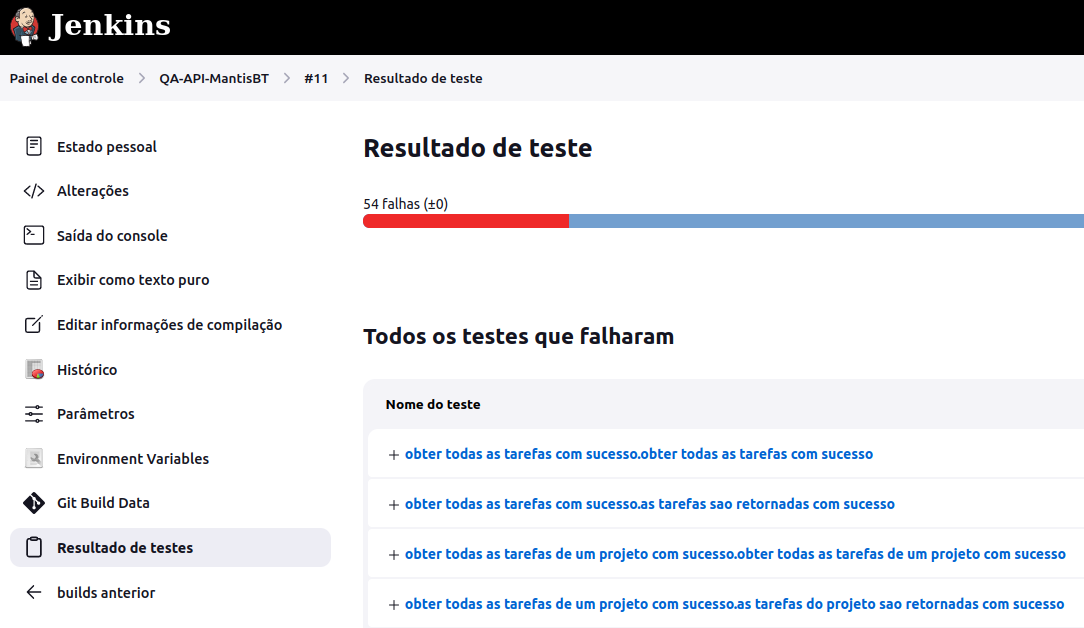 Jenkins
Painel de controle > QA-API-MantisBT > #11 > Resultado de teste
Estado pessoal
Alterações
Saída do console
Exibir como texto puro
Editar informações de compilação
Histórico
Parâmetros
Environment Variables
Git Build Data
Resultado de testes
builds anterior
Resultado de teste
54 falhas (±0)
Todos os testes que falharam
Nome do teste
+ obter todas as tarefas com sucesso.obter todas as tarefas com sucesso
+ obter todas as tarefas com sucesso.as tarefas sao retornadas com sucesso
+ obter todas as tarefas de um projeto com sucesso.obter todas as tarefas de um projeto com sucesso
+ obter todas as tarefas de um projeto com sucesso.as tarefas do projeto sao retornadas com sucesso